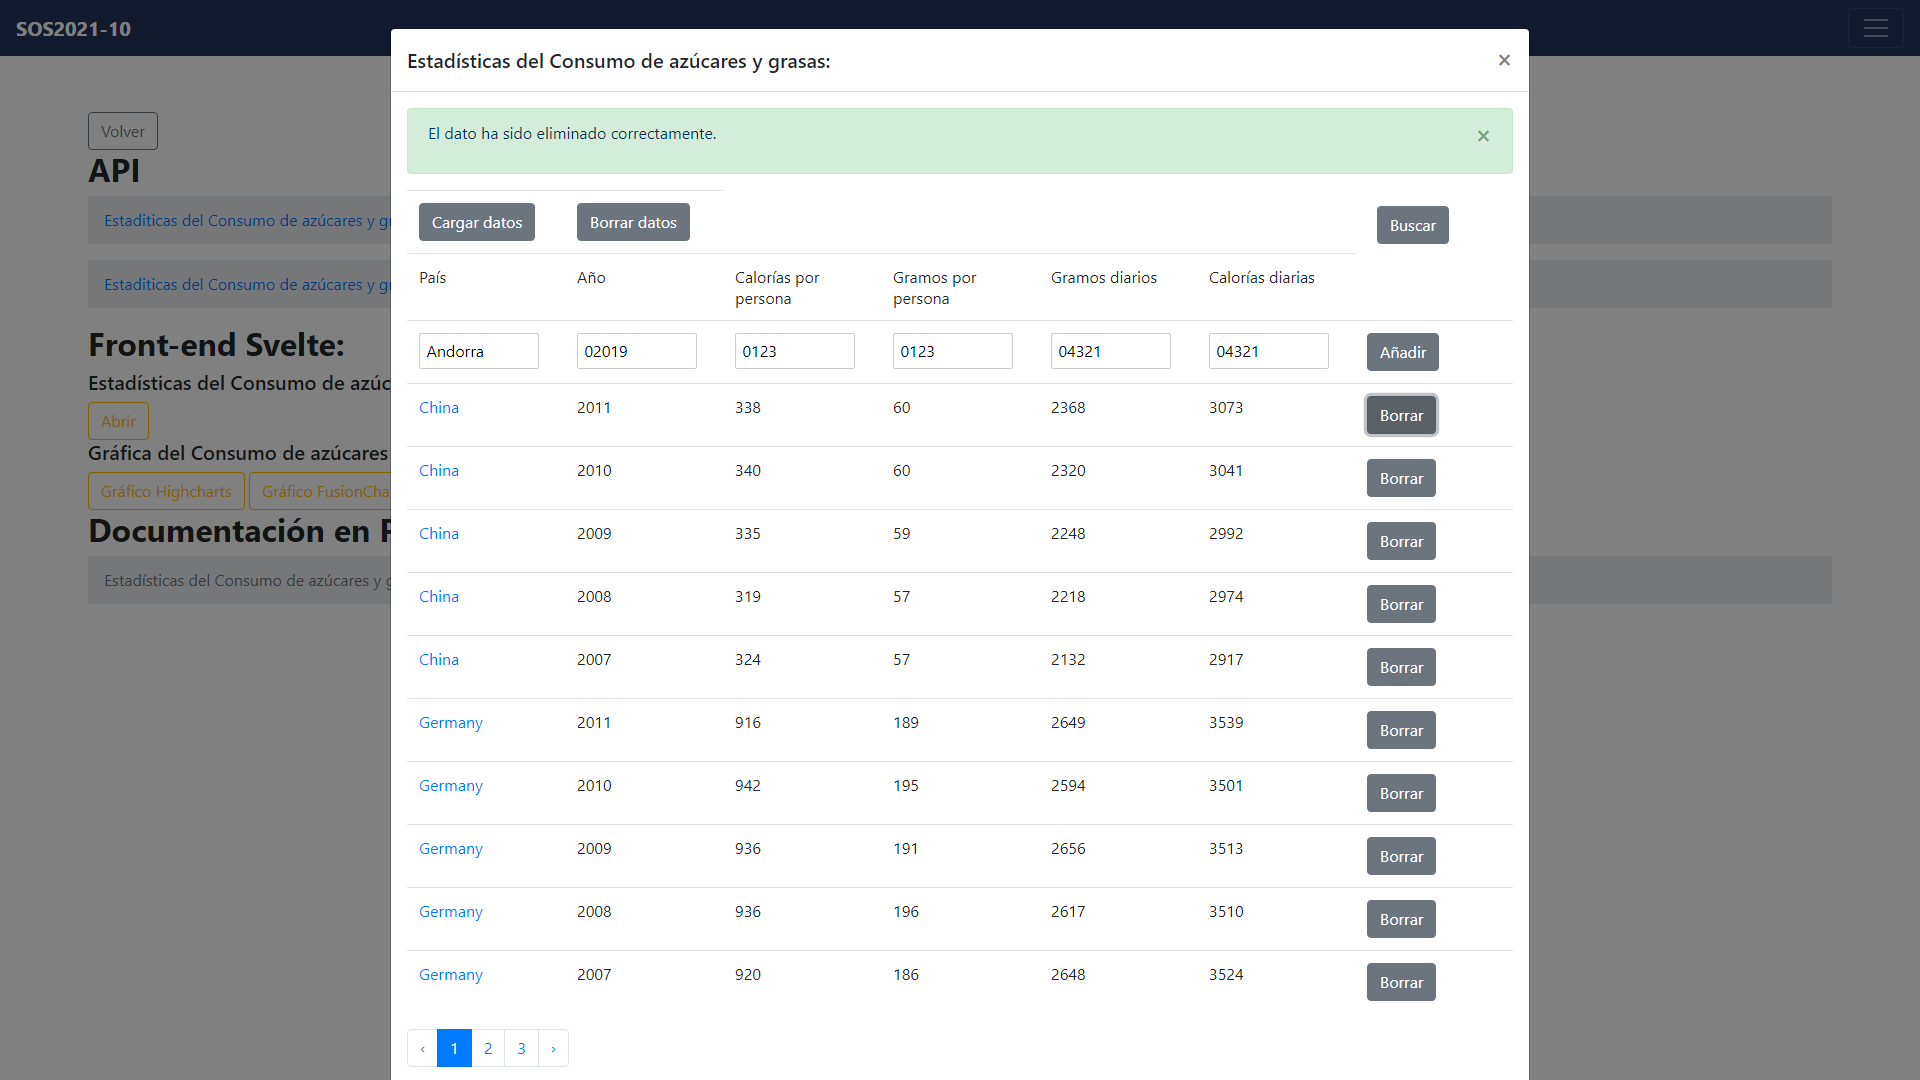 SOS2021-10
Estadísticas del Consumo de azúcares y grasas:
×
El dato ha sido eliminado correctamente.
×
Volver
API
Estadíticas del Consumo de azúcares y gr
Estadíticas del Consumo de azúcares y gr
Front-end Svelte:
Estadísticas del Consumo de azúc
Abrir
Gráfica del Consumo de azúcares
Gráfico Highcharts Gráfico FusionCha
Documentación en P
Estadísticas del Consumo de azúcares y g
Cargar datos Borrar datos Buscar
País Año Calorías por persona Gramos por persona Gramos diarios Calorías diarias
Andorra 02019 0123 0123 04321 04321 Añadir
China 2011 338 60 2368 3073 Borrar
China 2010 340 60 2320 3041 Borrar
China 2009 335 59 2248 2992 Borrar
China 2008 319 57 2218 2974 Borrar
China 2007 324 57 2132 2917 Borrar
Germany 2011 916 189 2649 3539 Borrar
Germany 2010 942 195 2594 3501 Borrar
Germany 2009 936 191 2656 3513 Borrar
Germany 2008 936 196 2617 3510 Borrar
Germany 2007 920 186 2648 3524 Borrar
‹ 1 2 3 ›